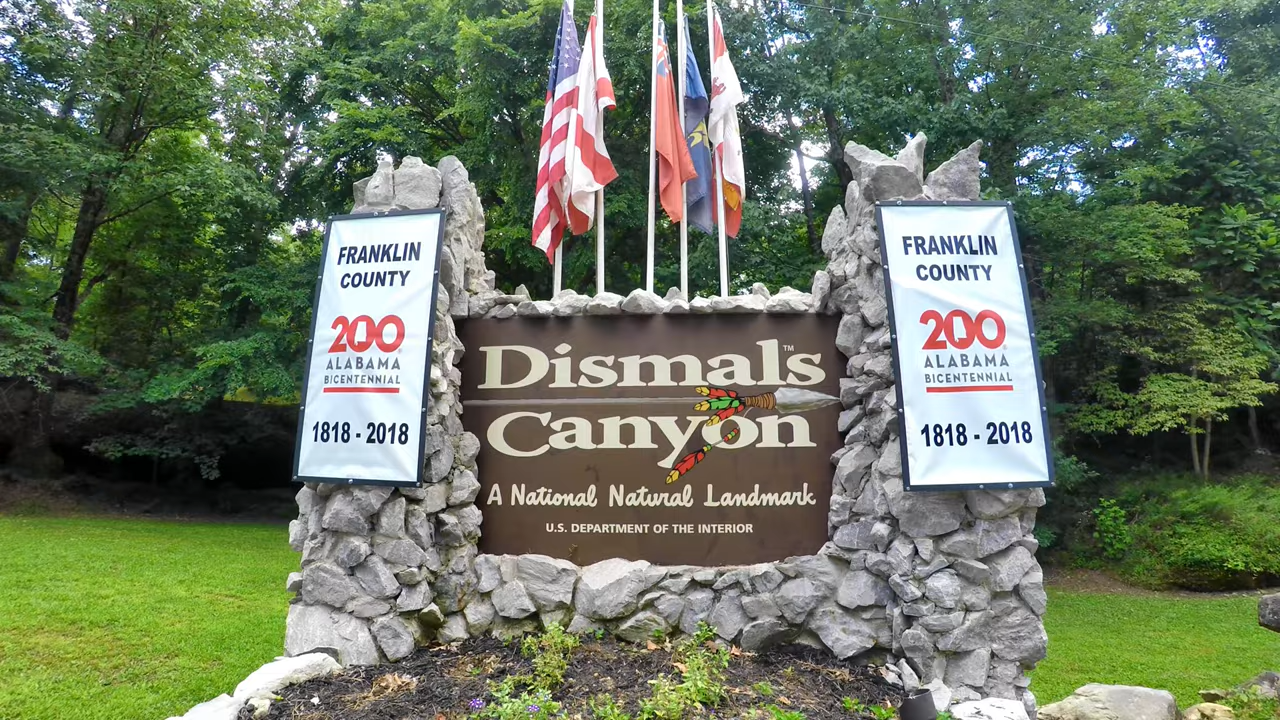 FRANKLIN
COUNTY
200
ALABAMA
BICENTENNIAL
1818 - 2018
Dismals™
Canyon
A National Natural Landmark
U.S. DEPARTMENT OF THE INTERIOR
FRANKLIN
COUNTY
200
ALABAMA
BICENTENNIAL
1818 - 2018